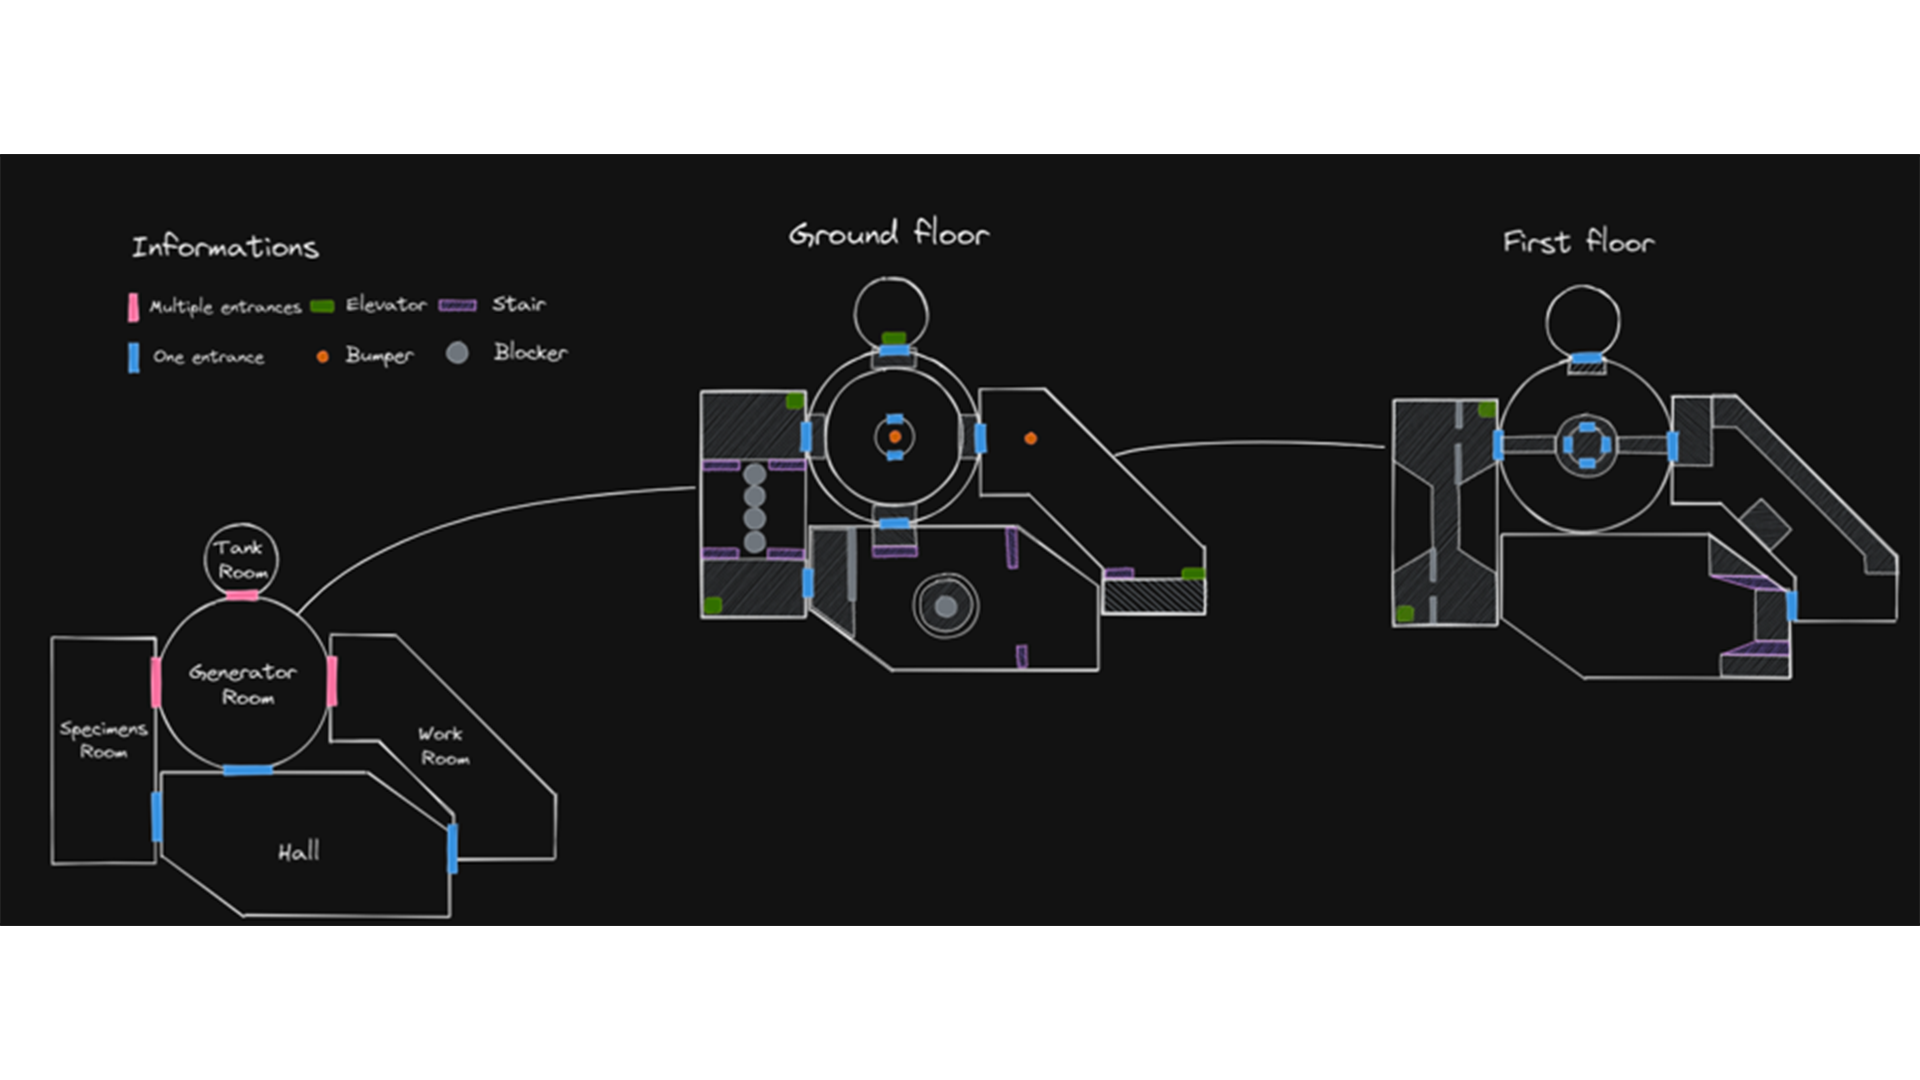 Informations
Multiple entrances
Elevator
Stair
One entrance
Bumper
Blocker
Ground floor
First floor
Tank
Room
Generator
Room
Specimens
Room
Work
Room
Hall